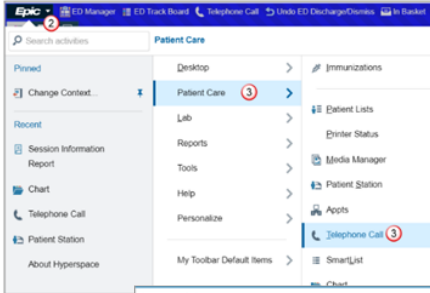 Epic ED Manager ED Track Board Telephone Call Undo ED Discharge/Dismiss In Basket
2
Search activities
Patient Care
Pinned
Change Context...
Recent
Session Information Report
Chart
Telephone Call
Patient Station
About Hyperspace
Desktop
Patient Care 3
Lab
Reports
Tools
Help
Personalize
My Toolbar Default Items
Immunizations
Patient Lists
Printer Status
Media Manager
Patient Station
Appts
Telephone Call 3
SmartList
Chart